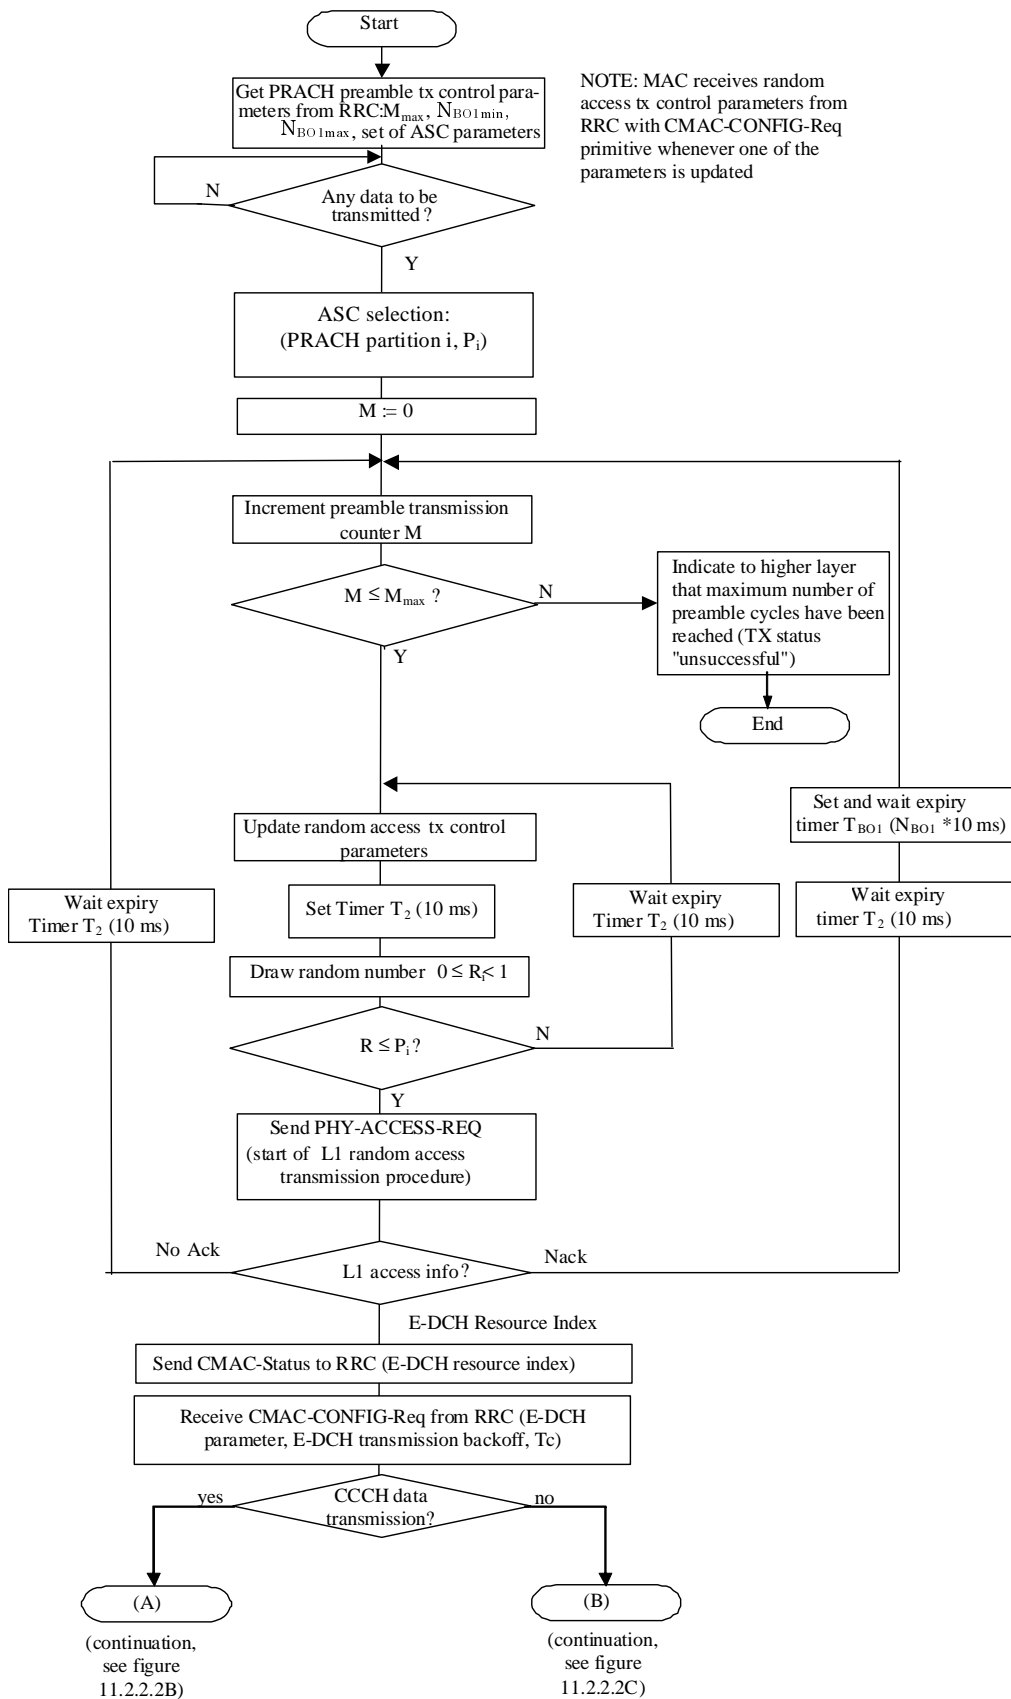 Start
Get PRACH preamble tx control para-
meters from RRC:Mmax, NBO1min,
NBO1max, set of ASC parameters
NOTE: MAC receives random
access tx control parameters from
RRC with CMAC-CONFIG-Req
primitive whenever one of the
parameters is updated
N
Any data to be
transmitted ?
Y
ASC selection:
(PRACH partition i, Pi)
M := 0
Increment preamble transmission
counter M
M ≤ Mmax ?
N
Y
Indicate to higher layer
that maximum number of
preamble cycles have been
reached (TX status
"unsuccessful")
End
Set and wait expiry
timer TBO1 (NBO1 *10 ms)
Update random access tx control
parameters
Wait expiry
Timer T2 (10 ms)
Set Timer T2 (10 ms)
Wait expiry
Timer T2 (10 ms)
Wait expiry
timer T2 (10 ms)
Draw random number 0 ≤ Ri< 1
R ≤ Pi?
N
Y
Send PHY-ACCESS-REQ
(start of L1 random access
transmission procedure)
No Ack
L1 access info?
Nack
E-DCH Resource Index
Send CMAC-Status to RRC (E-DCH resource index)
Receive CMAC-CONFIG-Req from RRC (E-DCH
parameter, E-DCH transmission backoff, Tc)
yes
CCCH data
transmission?
no
(A)
(B)
(continuation,
see figure
11.2.2.2B)
(continuation,
see figure
11.2.2.2C)